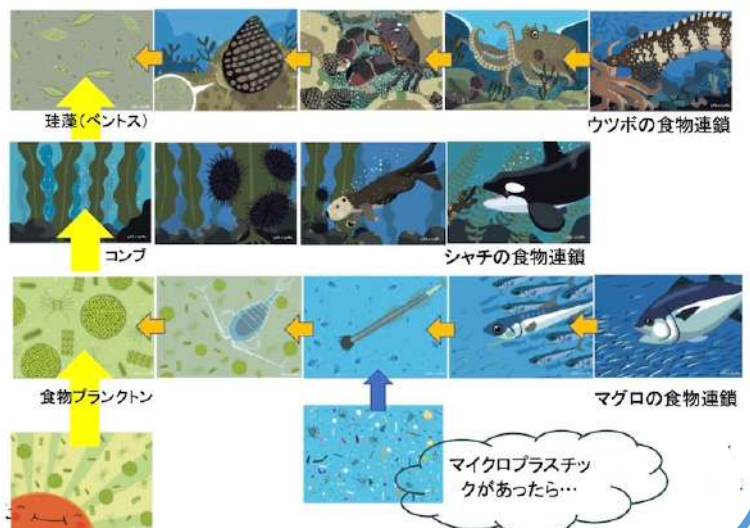 珪藻(ベントス)
ウツボの食物連鎖
コンブ
シャチの食物連鎖
食物プランクトン
マグロの食物連鎖
マイクロプラスチッ
クがあったら…